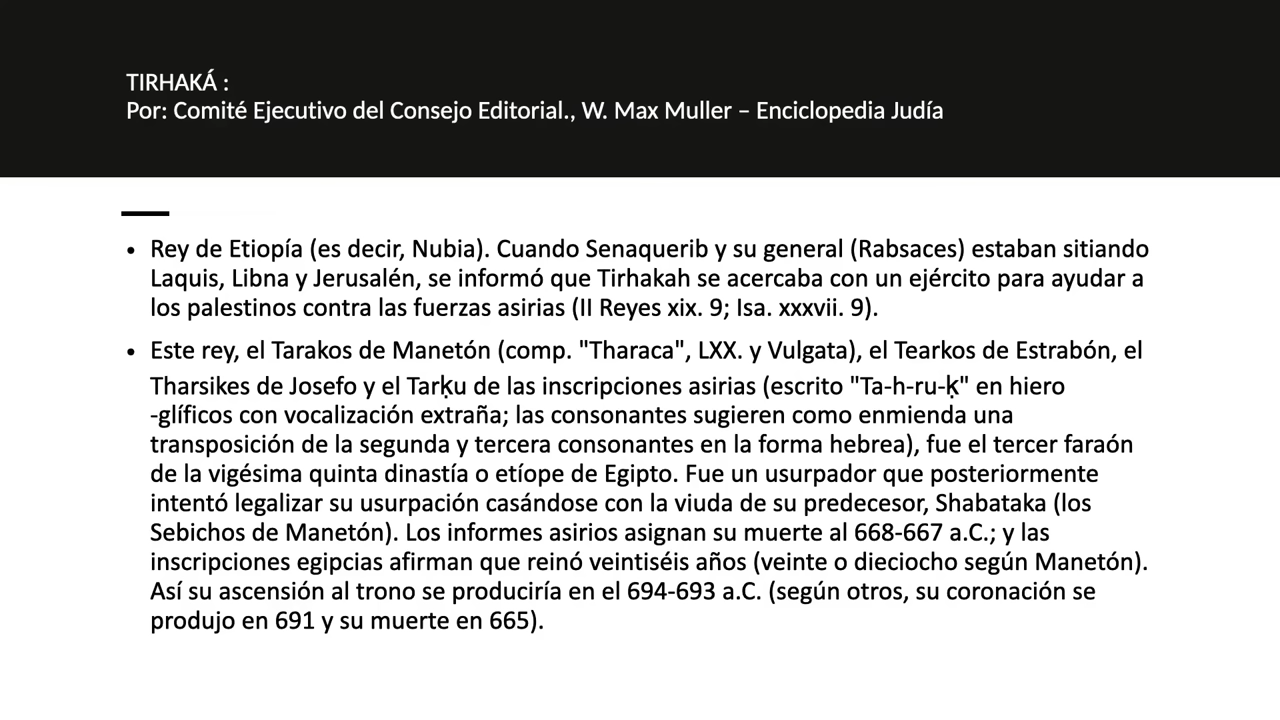 TIRHAKÁ :
Por: Comité Ejecutivo del Consejo Editorial., W. Max Muller – Enciclopedia Judía
• Rey de Etiopía (es decir, Nubia). Cuando Senaquerib y su general (Rabsaces) estaban sitiando
Laquis, Libna y Jerusalén, se informó que Tirhakah se acercaba con un ejército para ayudar a
los palestinos contra las fuerzas asirias (II Reyes xix. 9; Isa. xxxvii. 9).
• Este rey, el Tarakos de Manetón (comp. "Tharaca", LXX. y Vulgata), el Tearkos de Estrabón, el
Tharsikes de Josefo y el Tarḳu de las inscripciones asirias (escrito "Ta-h-ru-ḳ" en hiero
-glíficos con vocalización extraña; las consonantes sugieren como enmienda una
transposición de la segunda y tercera consonantes en la forma hebrea), fue el tercer faraón
de la vigésima quinta dinastía o etíope de Egipto. Fue un usurpador que posteriormente
intentó legalizar su usurpación casándose con la viuda de su predecesor, Shabataka (los
Sebichos de Manetón). Los informes asirios asignan su muerte al 668-667 a.C.; y las
inscripciones egipcias afirman que reinó veintiséis años (veinte o dieciocho según Manetón).
Así su ascensión al trono se produciría en el 694-693 a.C. (según otros, su coronación se
produjo en 691 y su muerte en 665).